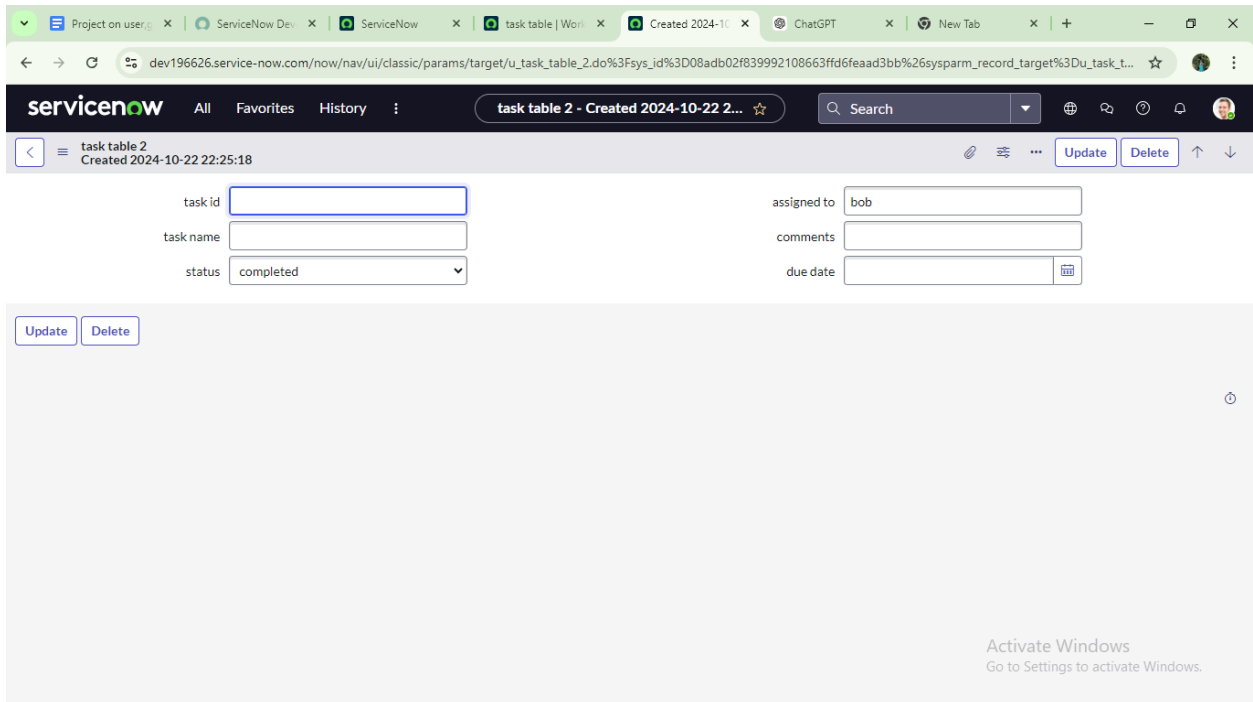 Project on user,g
ServiceNow Dev
ServiceNow
task table | Work
Created 2024-10
ChatGPT
New Tab
dev196626.service-now.com/now/nav/ui/classic/params/target/u_task_table_2.do%3Fsys_id%3D08adb02f839992108663ffd6feaad3bb%26sysparm_record_target%3Du_task_t...
servicenow All Favorites History task table 2 - Created 2024-10-22 2... Search
task table 2
Created 2024-10-22 22:25:18
Update Delete
task id
assigned to bob
task name
comments
status completed
due date
Update Delete
Activate Windows
Go to Settings to activate Windows.